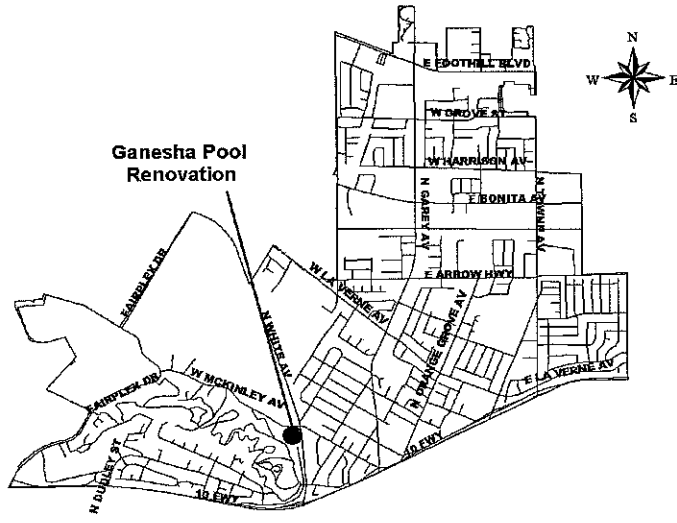 E FOOTHILL BLVD
N
W E
S
W GROVE ST
Ganesha Pool
Renovation
W HARRISON AV
E BONITA AV
N GAREY AV
N TOWNE AV
FAIRPLEX DR
W LA VERNE AV
E ARROW HWY
N WHITE AV
N ORANGE GROVE AV
W MCKINLEY AV
FAIRPLEX DR
E LA VERNE AV
10 FWY
N DUDLEY ST
10 FWY